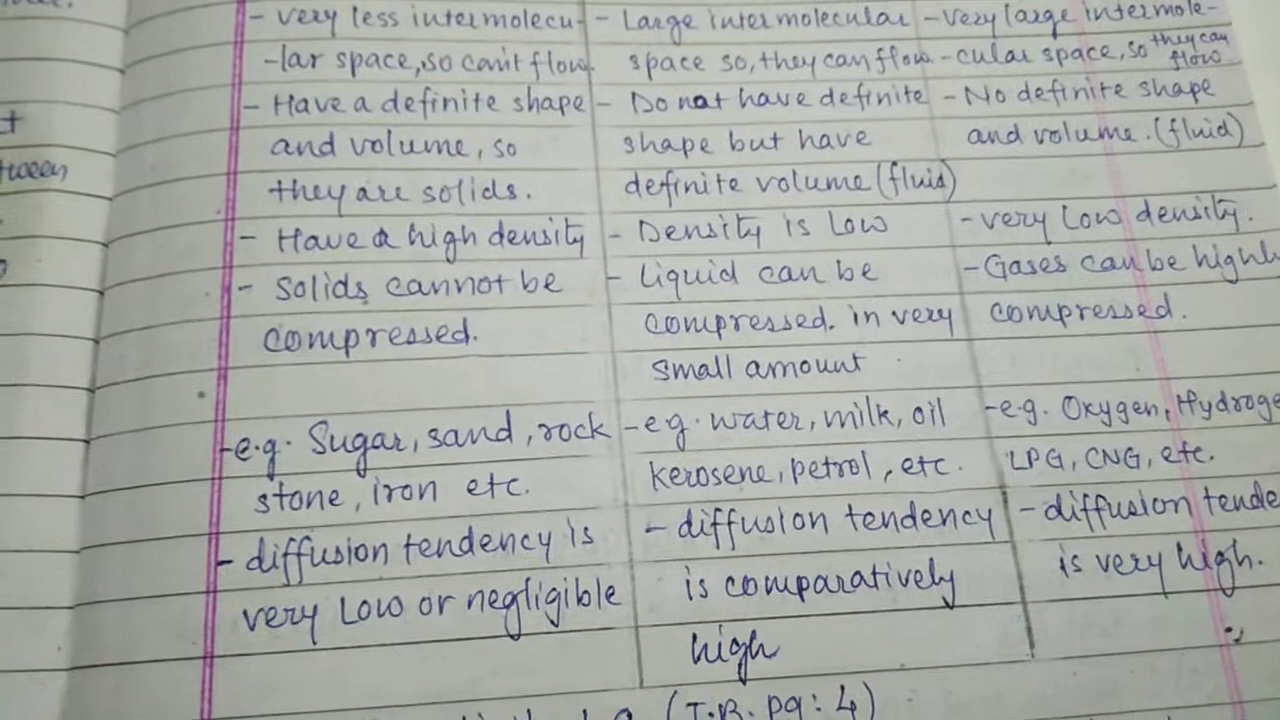 - very less intermolecu-
-lar space, so can't flow.
- Have a definite shape
and volume, so
they are solids.
- Have a high density
- Solids cannot be
compressed.
-e.g. Sugar, sand, rock
stone, iron etc.
- diffusion tendency is
very low or negligible
- Large intermolecular
space so, they can flow.
- Do not have definite
shape but have
definite volume (fluid)
- Density is low
- Liquid can be
compressed. in very
small amount
-eg. water, milk, oil
kerosene, petrol, etc.
- diffusion tendency
is comparatively
high
- very large intermole-
-cular space, so they can
flow
- No definite shape
and volume. (fluid)
- very low density.
- Gases can be highl
compressed.
-e.g. Oxygen, Hydroge
LPG, CNG, etc.
- diffusion tende
is very high.
(T.B. pg: 4)